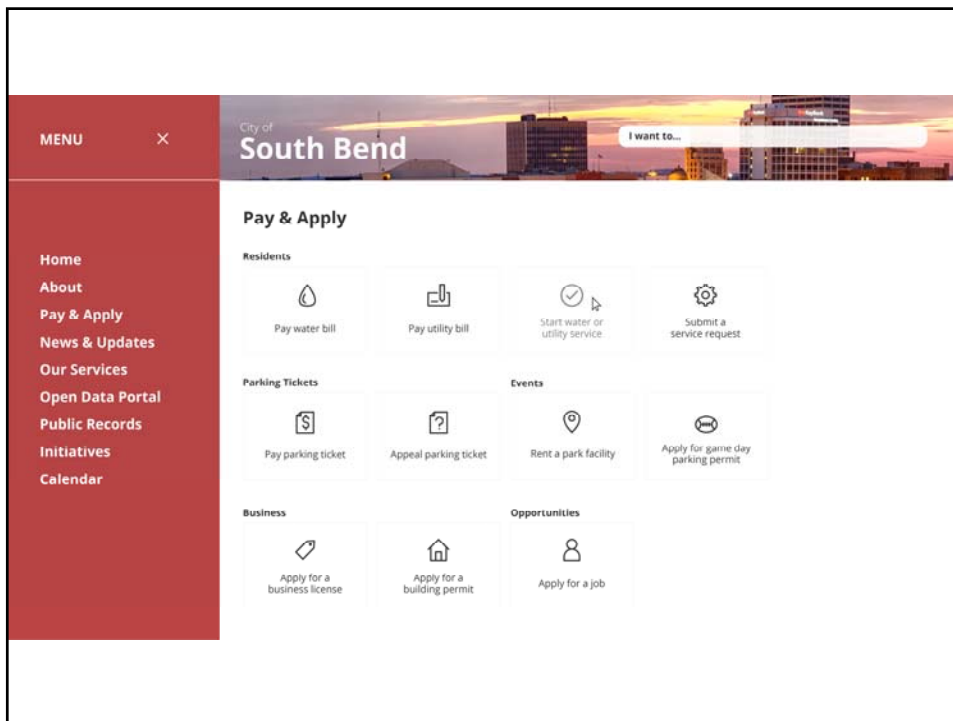 MENU
City of
South Bend
I want to...
Home
About
Pay & Apply
News & Updates
Our Services
Open Data Portal
Public Records
Initiatives
Calendar
Pay & Apply
Residents
Pay water bill
Pay utility bill
Start water or
utility service
Submit a
service request
Parking Tickets
Pay parking ticket
Appeal parking ticket
Events
Rent a park facility
Apply for game day
parking permit
Business
Apply for a
business license
Apply for a
building permit
Opportunities
Apply for a job